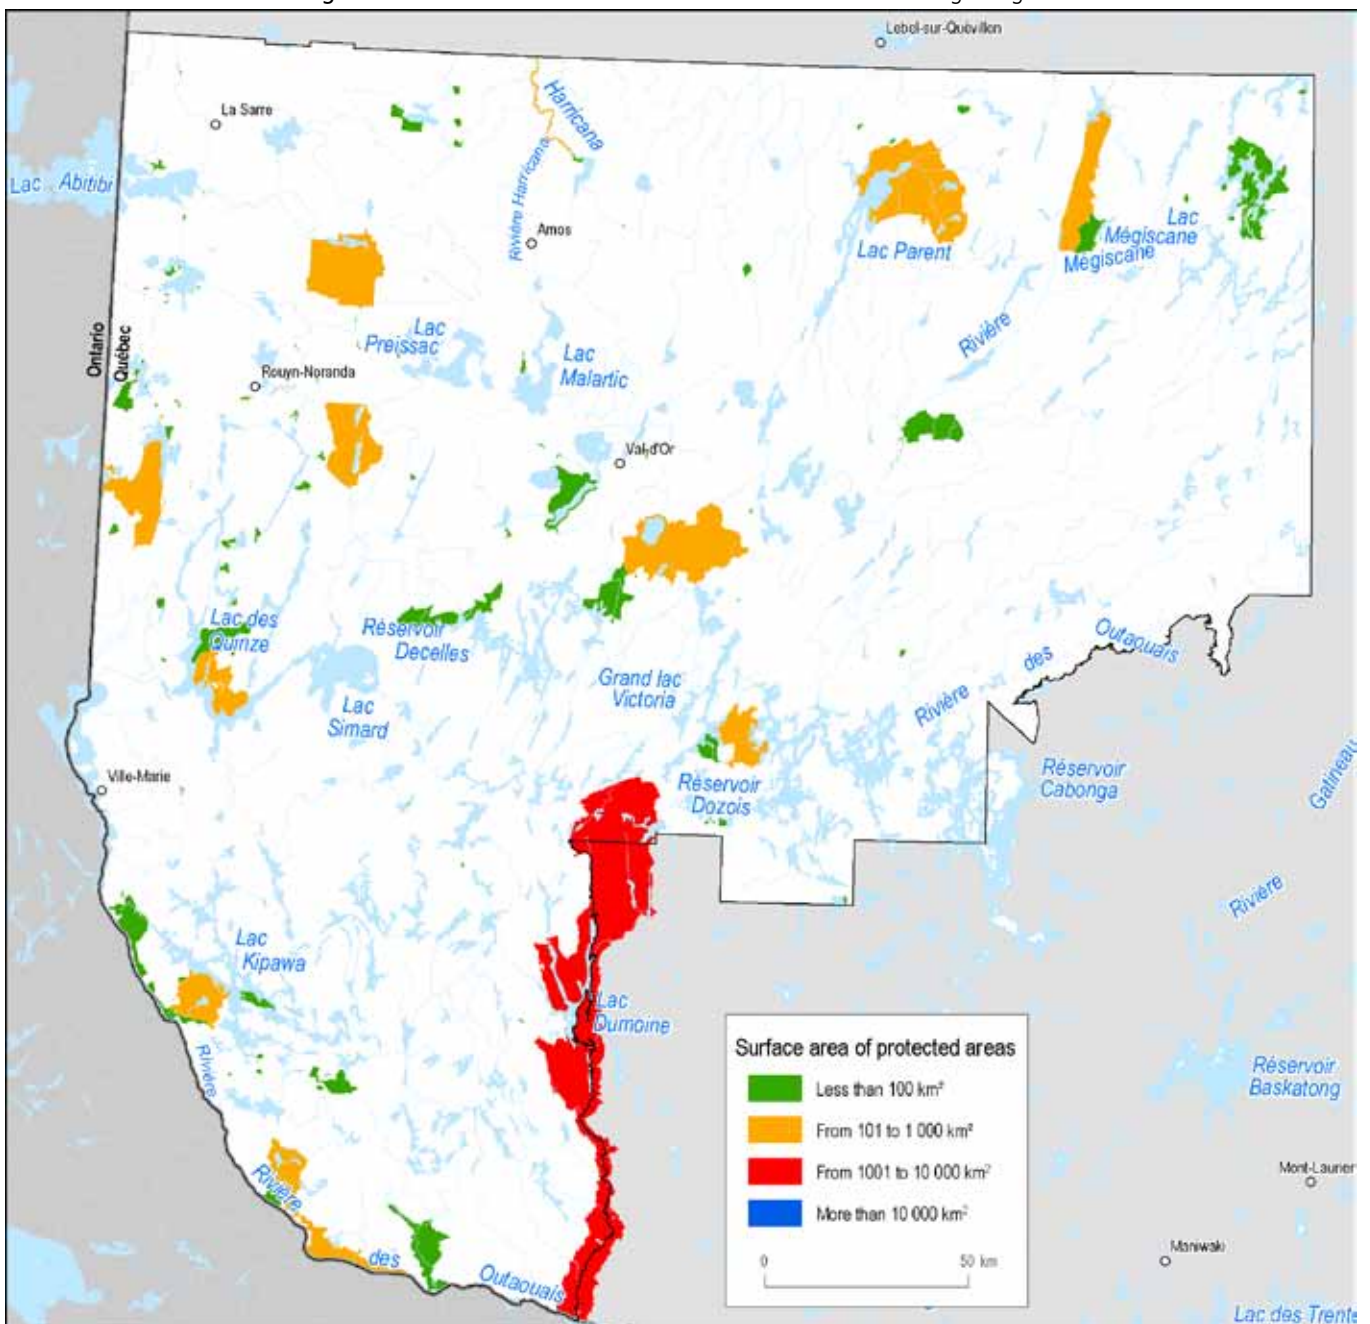 Lebel-sur-Quévillon
La Sarre
Harricana
Rivière Harricana
Lac Abitibi
Amos
Lac Parent
Lac
Mégiscane
Mégiscane
Rivière
Ontario
Québec
Lac
Preissac
Lac
Malartic
Rouyn-Noranda
Val-d'Or
Lac des
Quinze
Réservoir
Decelles
Lac
Simard
Grand lac
Victoria
Rivière
des
Outaouais
Réservoir
Dozois
Réservoir
Cabonga
Gatineau
Rivière
Ville-Marie
Lac
Kipawa
Lac
Dumoine
Rivière
Rivière
des
Outaouais
Surface area of protected areas
Less than 100 km²
From 101 to 1 000 km²
From 1001 to 10 000 km²
More than 10 000 km²
0 50 km
Réservoir
Baskatong
Mont-Laurier
Maniwaki
Lac des Trente